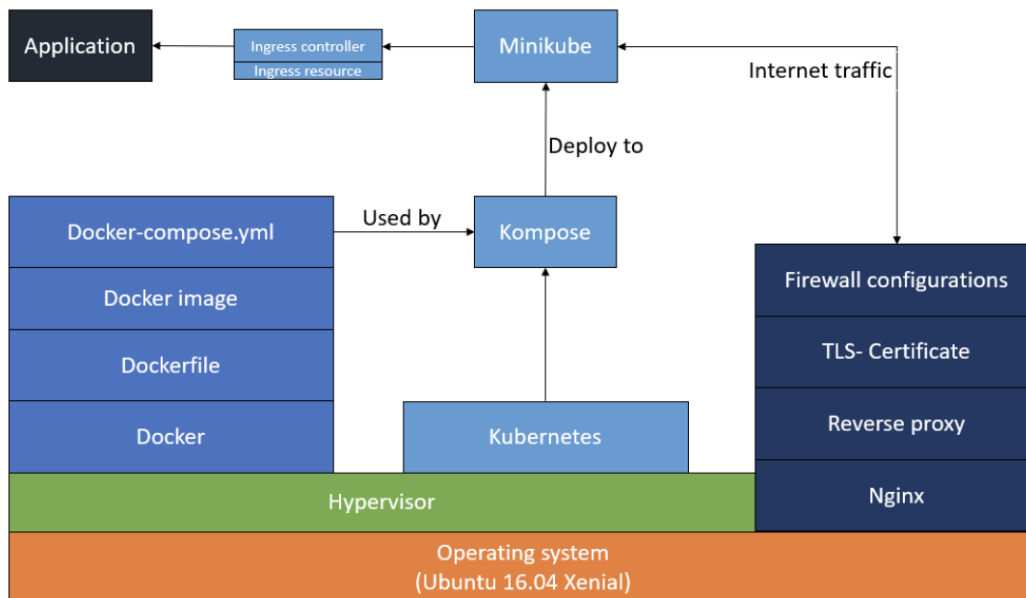 Application
Ingress controller
Ingress resource
Minikube
Internet traffic
Deploy to
Docker-compose.yml
Used by
Kompose
Docker image
Dockerfile
Docker
Kubernetes
Firewall configurations
TLS- Certificate
Reverse proxy
Nginx
Hypervisor
Operating system
(Ubuntu 16.04 Xenial)